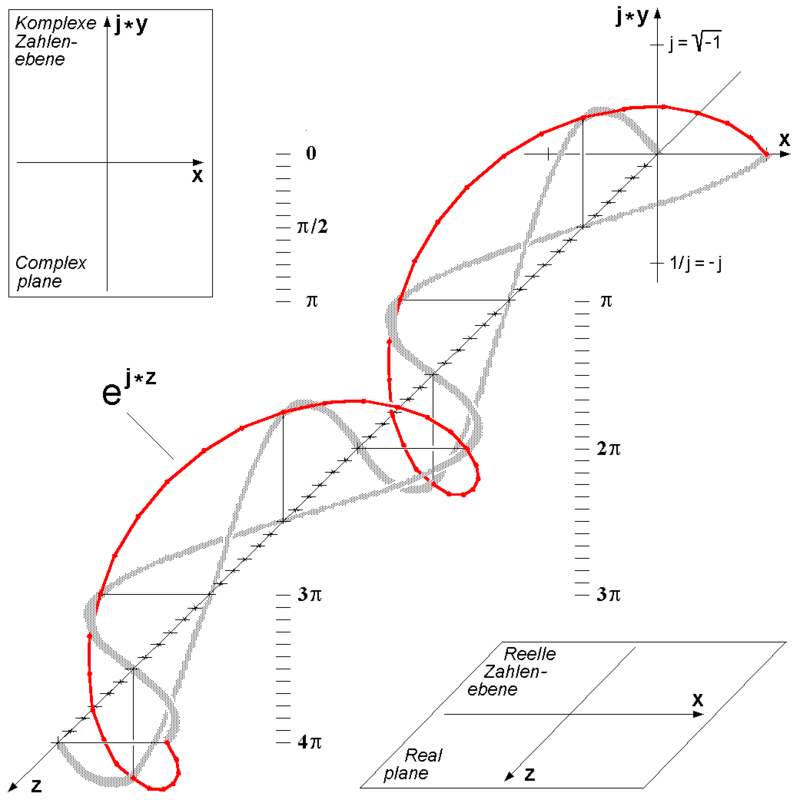 Komplexe
Zahlen-
ebene
j*y
x
Complex
plane
j*y
j = √-1
x
1/j = -j
0
π/2
π
π
2π
3π
e^j*z
3π
4π
z
Reelle
Zahlen-
ebene
x
Real
plane
z